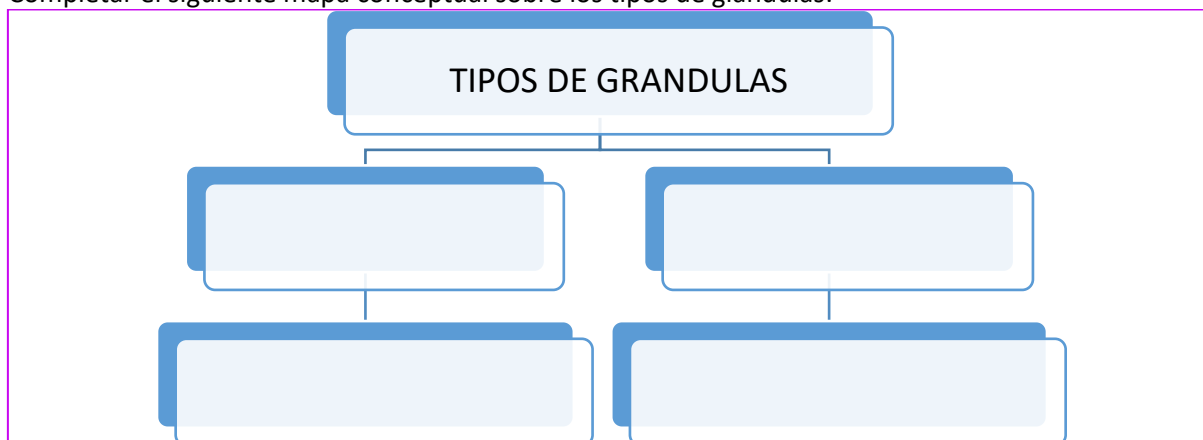 Completar el siguiente mapa conceptual sobre los tipos de glándulas:
TIPOS DE GRANDULAS